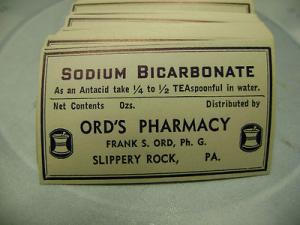 SODIUM BICARBONATE
As an Antacid take 1/4 to 1/2 TEAspoonful in water.
Net Contents Ozs. Distributed by
ORD'S PHARMACY
FRANK S. ORD, Ph. G.
SLIPPERY ROCK, PA.